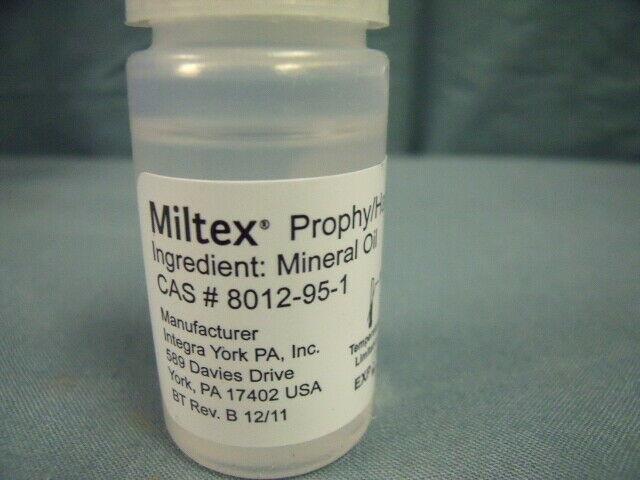 Miltex® Prophy/
Ingredient: Mineral Oil
CAS # 8012-95-1
Manufacturer
Integra York PA, Inc.
589 Davies Drive
York, PA 17402 USA
BT Rev. B 12/11
EXP